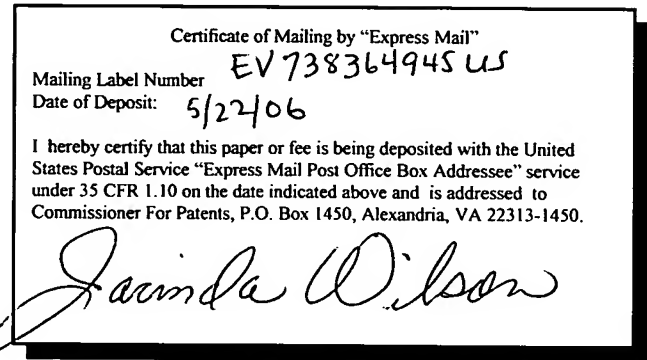 Certificate of Mailing by “Express Mail”
Mailing Label Number EV738364945US
Date of Deposit: 5/22/06
I hereby certify that this paper or fee is being deposited with the United
States Postal Service “Express Mail Post Office Box Addressee” service
under 35 CFR 1.10 on the date indicated above and is addressed to
Commissioner For Patents, P.O. Box 1450, Alexandria, VA 22313-1450.
Wilson